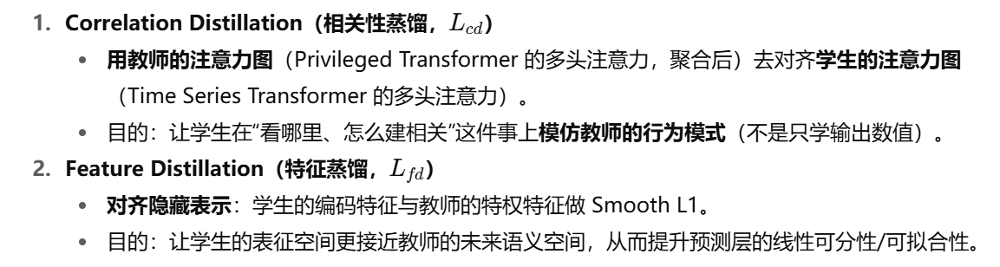 1. Correlation Distillation（相关性蒸馏，L_{cd}）
• 用教师的注意力图（Privileged Transformer 的多头注意力，聚合后）去对齐学生的注意力图
（Time Series Transformer 的多头注意力）。
• 目的：让学生在“看哪里、怎么建相关”这件事上模仿教师的行为模式（不是只学输出数值）。
2. Feature Distillation（特征蒸馏，L_{fd}）
• 对齐隐藏表示：学生的编码特征与教师的特权特征做 Smooth L1。
• 目的：让学生的表征空间更接近教师的未来语义空间，从而提升预测层的线性可分性/可拟合性。